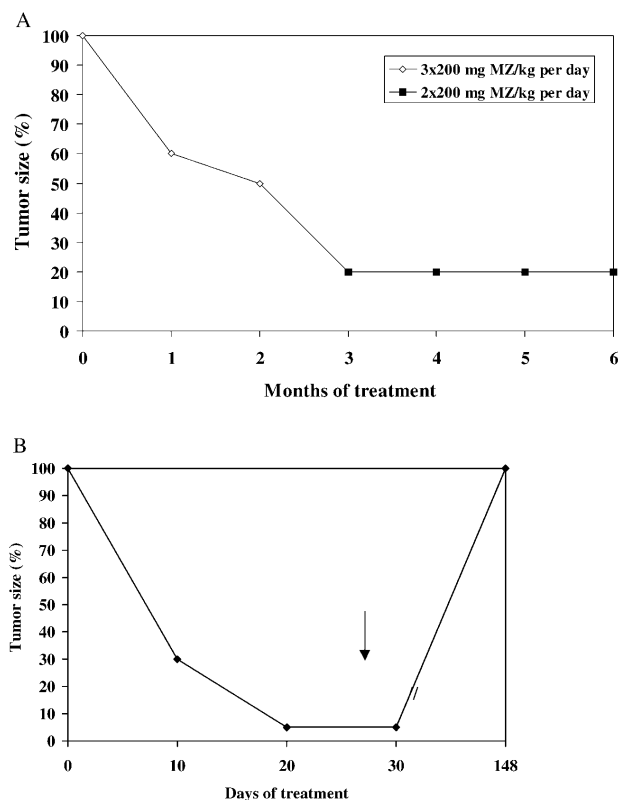 A
100
90
80
70
60
50
40
30
20
10
0
Tumor size (%)
3x200 mg MZ/kg per day
2x200 mg MZ/kg per day
0 1 2 3 4 5 6
Months of treatment
B
100
90
80
70
60
50
40
30
20
10
0
Tumor size (%)
0 10 20 30 148
Days of treatment